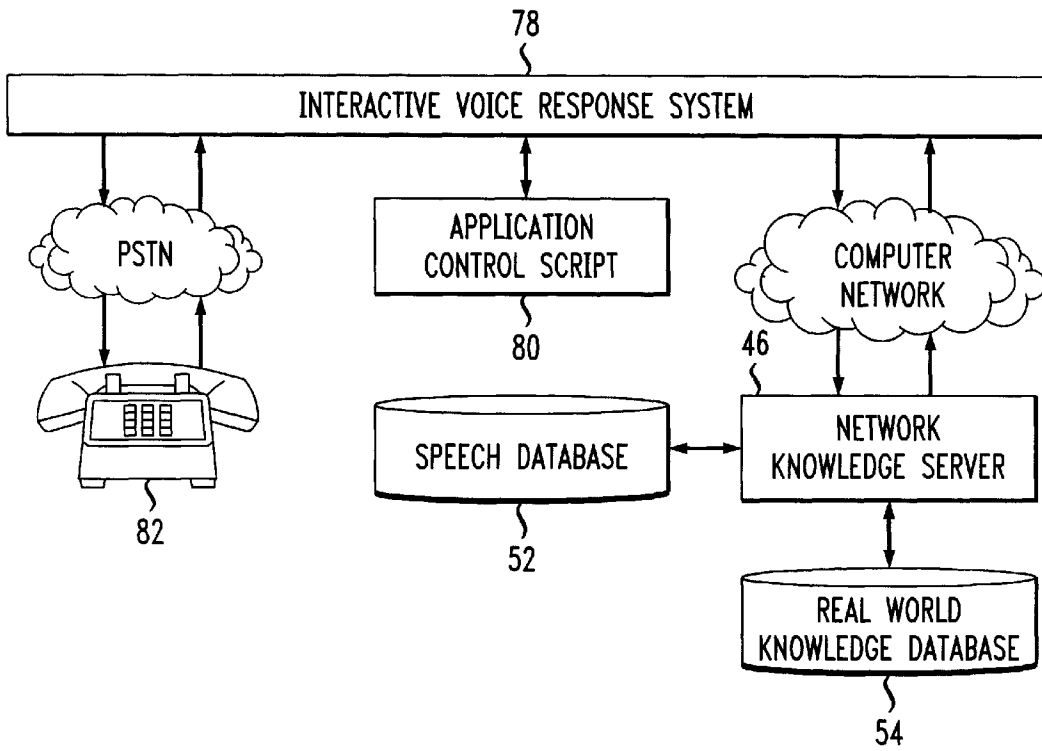 78
INTERACTIVE VOICE RESPONSE SYSTEM
PSTN
APPLICATION
CONTROL SCRIPT
80
COMPUTER
NETWORK
46
82
SPEECH DATABASE
52
NETWORK
KNOWLEDGE SERVER
REAL WORLD
KNOWLEDGE DATABASE
54